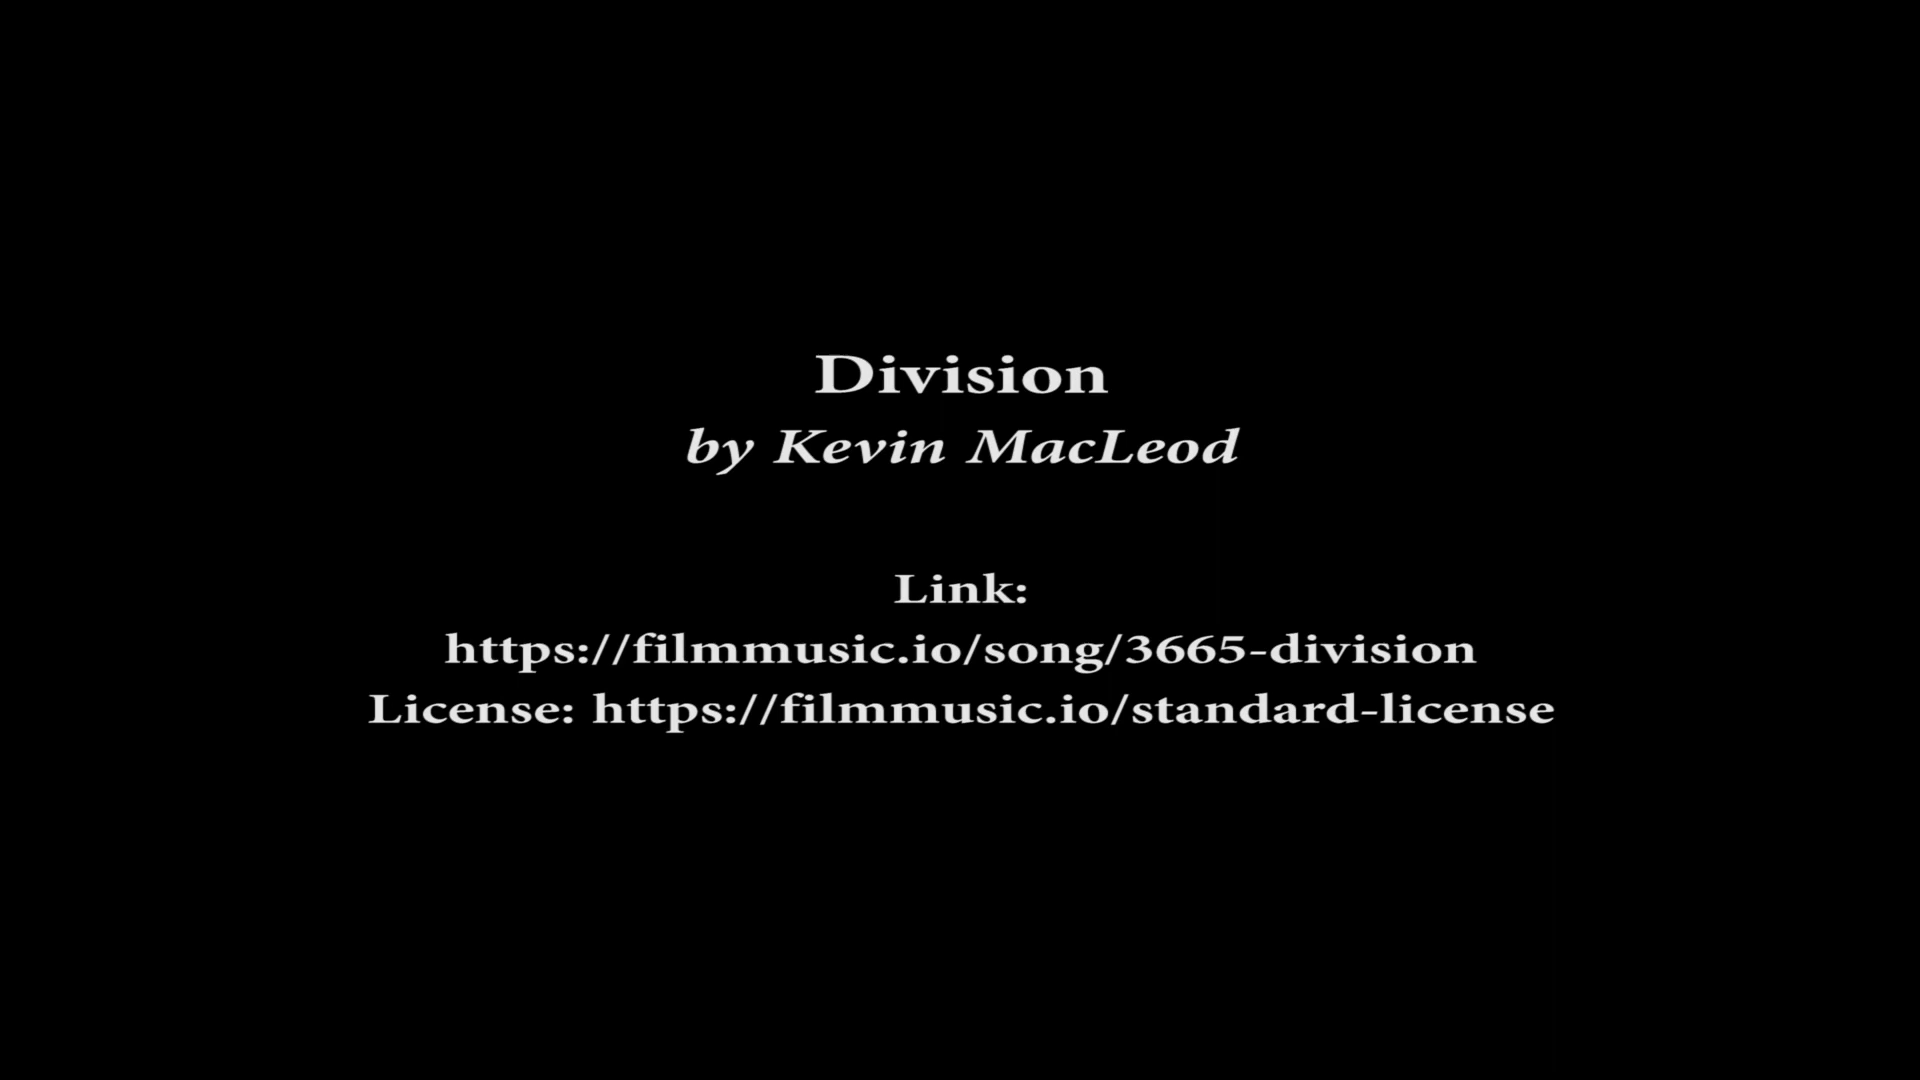 Division
by Kevin MacLeod
Link:
https://filmmusic.io/song/3665-division
License: https://filmmusic.io/standard-license